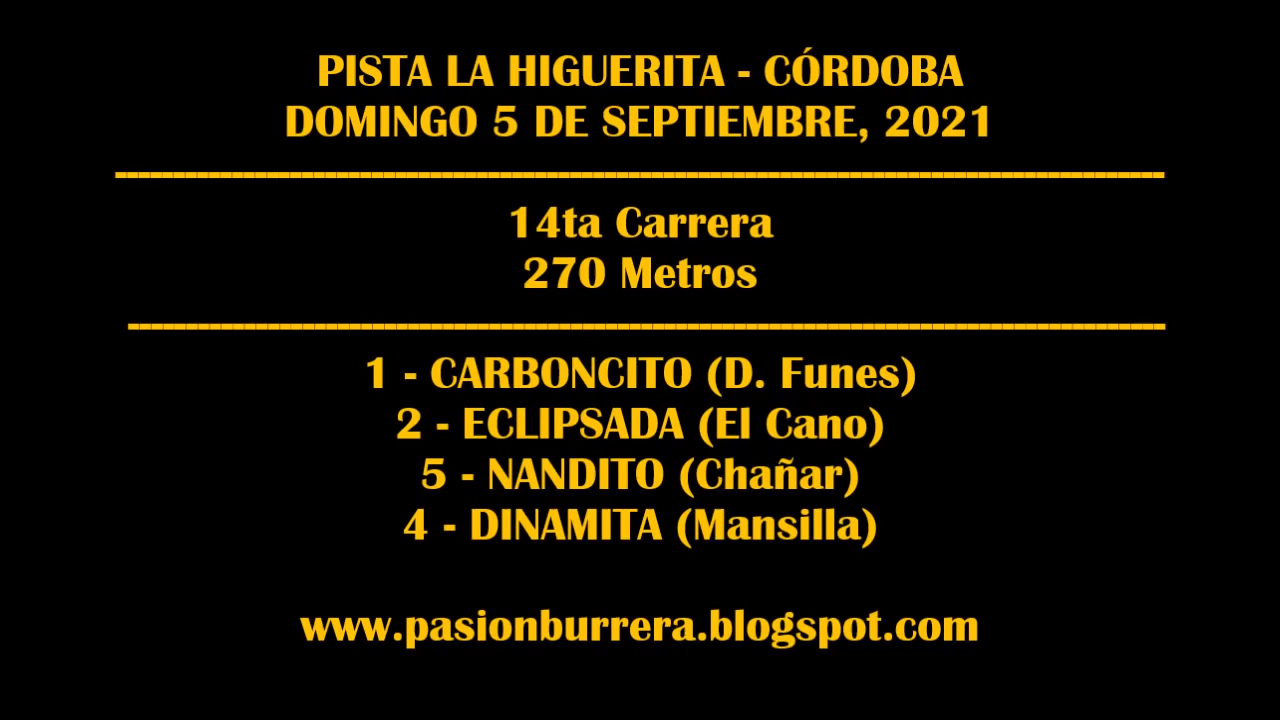 PISTA LA HIGUERITA - CÓRDOBA
DOMINGO 5 DE SEPTIEMBRE, 2021
14ta Carrera
270 Metros
1 - CARBONCITO (D. Funes)
2 - ECLIPSADA (El Cano)
5 - NANDITO (Chañar)
4 - DINAMITA (Mansilla)
www.pasionburrera.blogspot.com